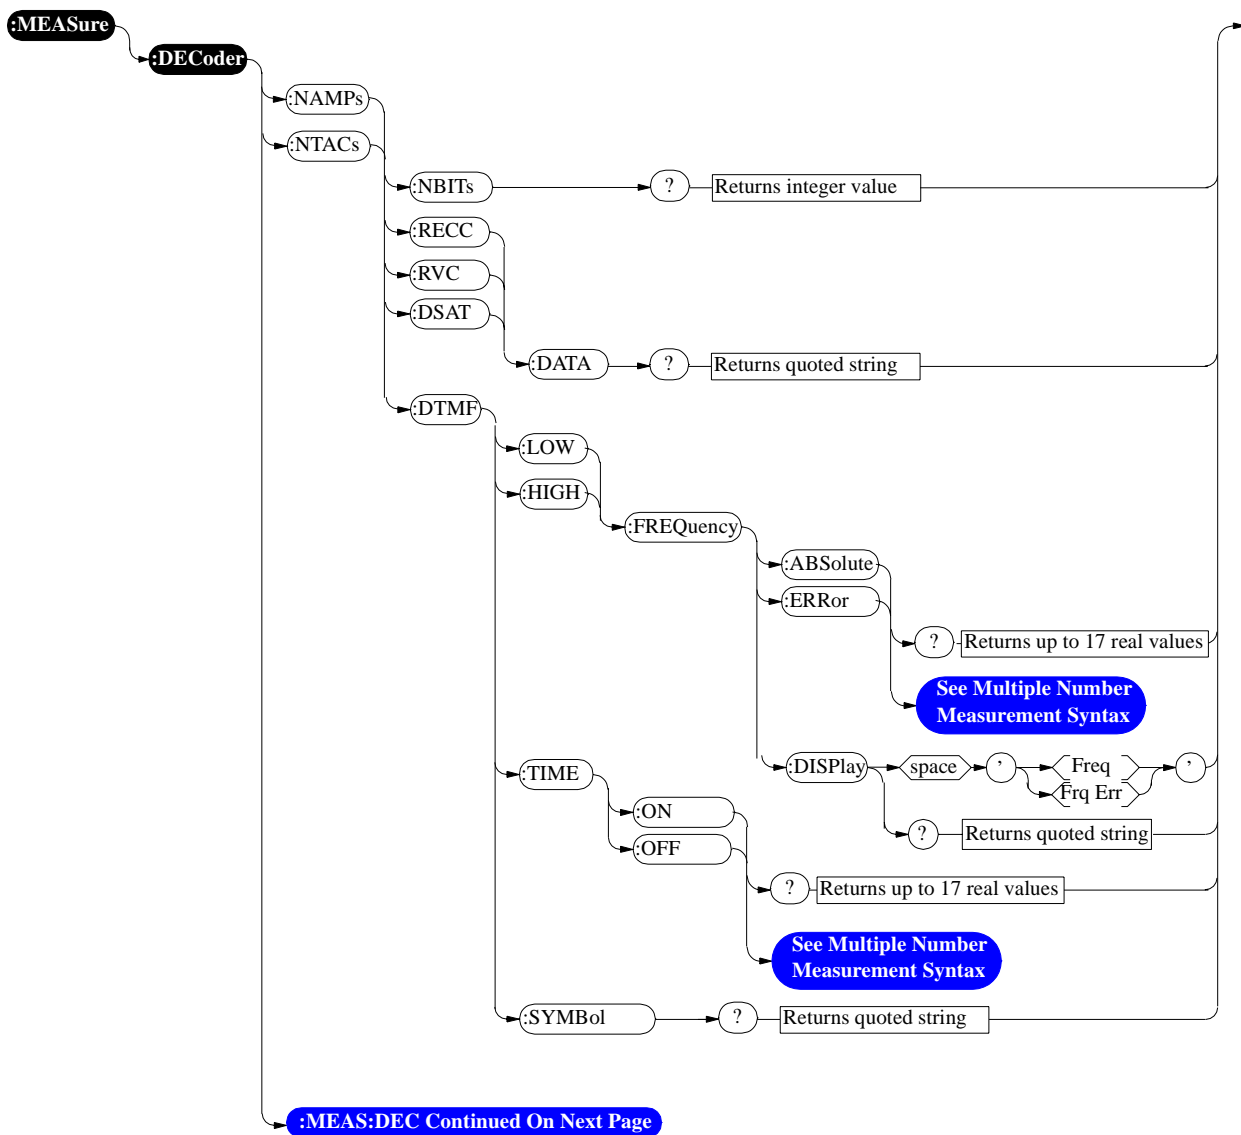 :MEASure
:DECoder
:NAMPs
:NTACs
:NBITs ? Returns integer value
:RECC
:RVC
:DSAT
:DATA ? Returns quoted string
:DTMF
:LOW
:HIGH
:FREQuency
:ABSolute
:ERRor
? Returns up to 17 real values
See Multiple Number
Measurement Syntax
:DISPlay space ’ Freq ’
Frq Err
? Returns quoted string
:TIME
:ON
:OFF
? Returns up to 17 real values
See Multiple Number
Measurement Syntax
:SYMBol ? Returns quoted string
:MEAS:DEC Continued On Next Page